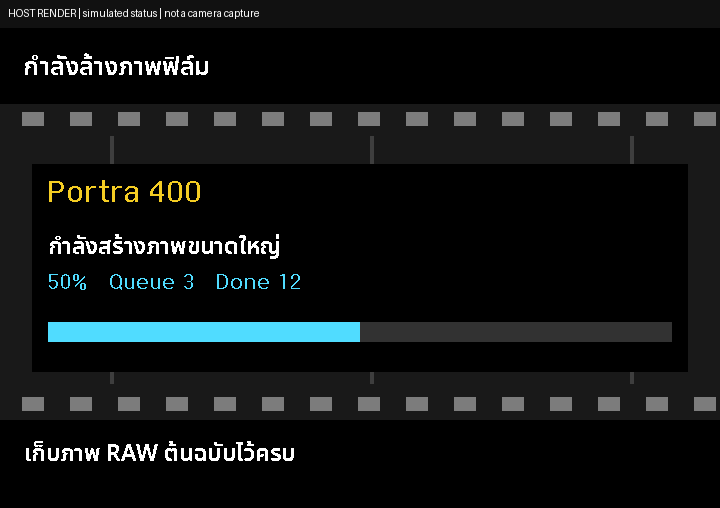 HOST RENDER | simulated status | not a camera capture
กำลังล้างภาพฟิล์ม
Portra 400
กำลังสร้างภาพขนาดใหญ่
50% Queue 3 Done 12
เก็บภาพ RAW ต้นฉบับไว้ครบ